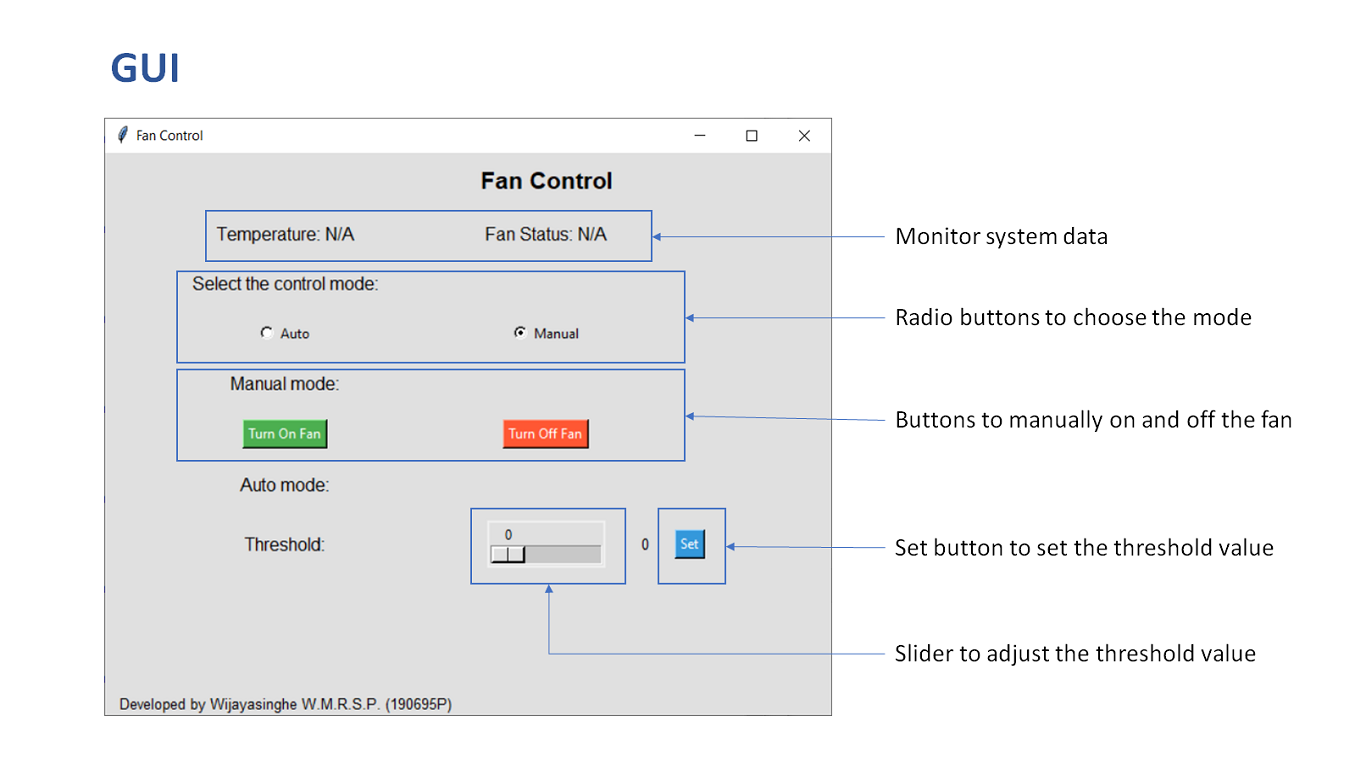 GUI
Fan Control
Fan Control
Temperature: N/A Fan Status: N/A
Monitor system data
Select the control mode:
Radio buttons to choose the mode
Auto Manual
Manual mode:
Buttons to manually on and off the fan
Turn On Fan Turn Off Fan
Auto mode:
Threshold: 0 0 Set
Set button to set the threshold value
Slider to adjust the threshold value
Developed by Wijayasinghe W.M.R.S.P. (190695P)